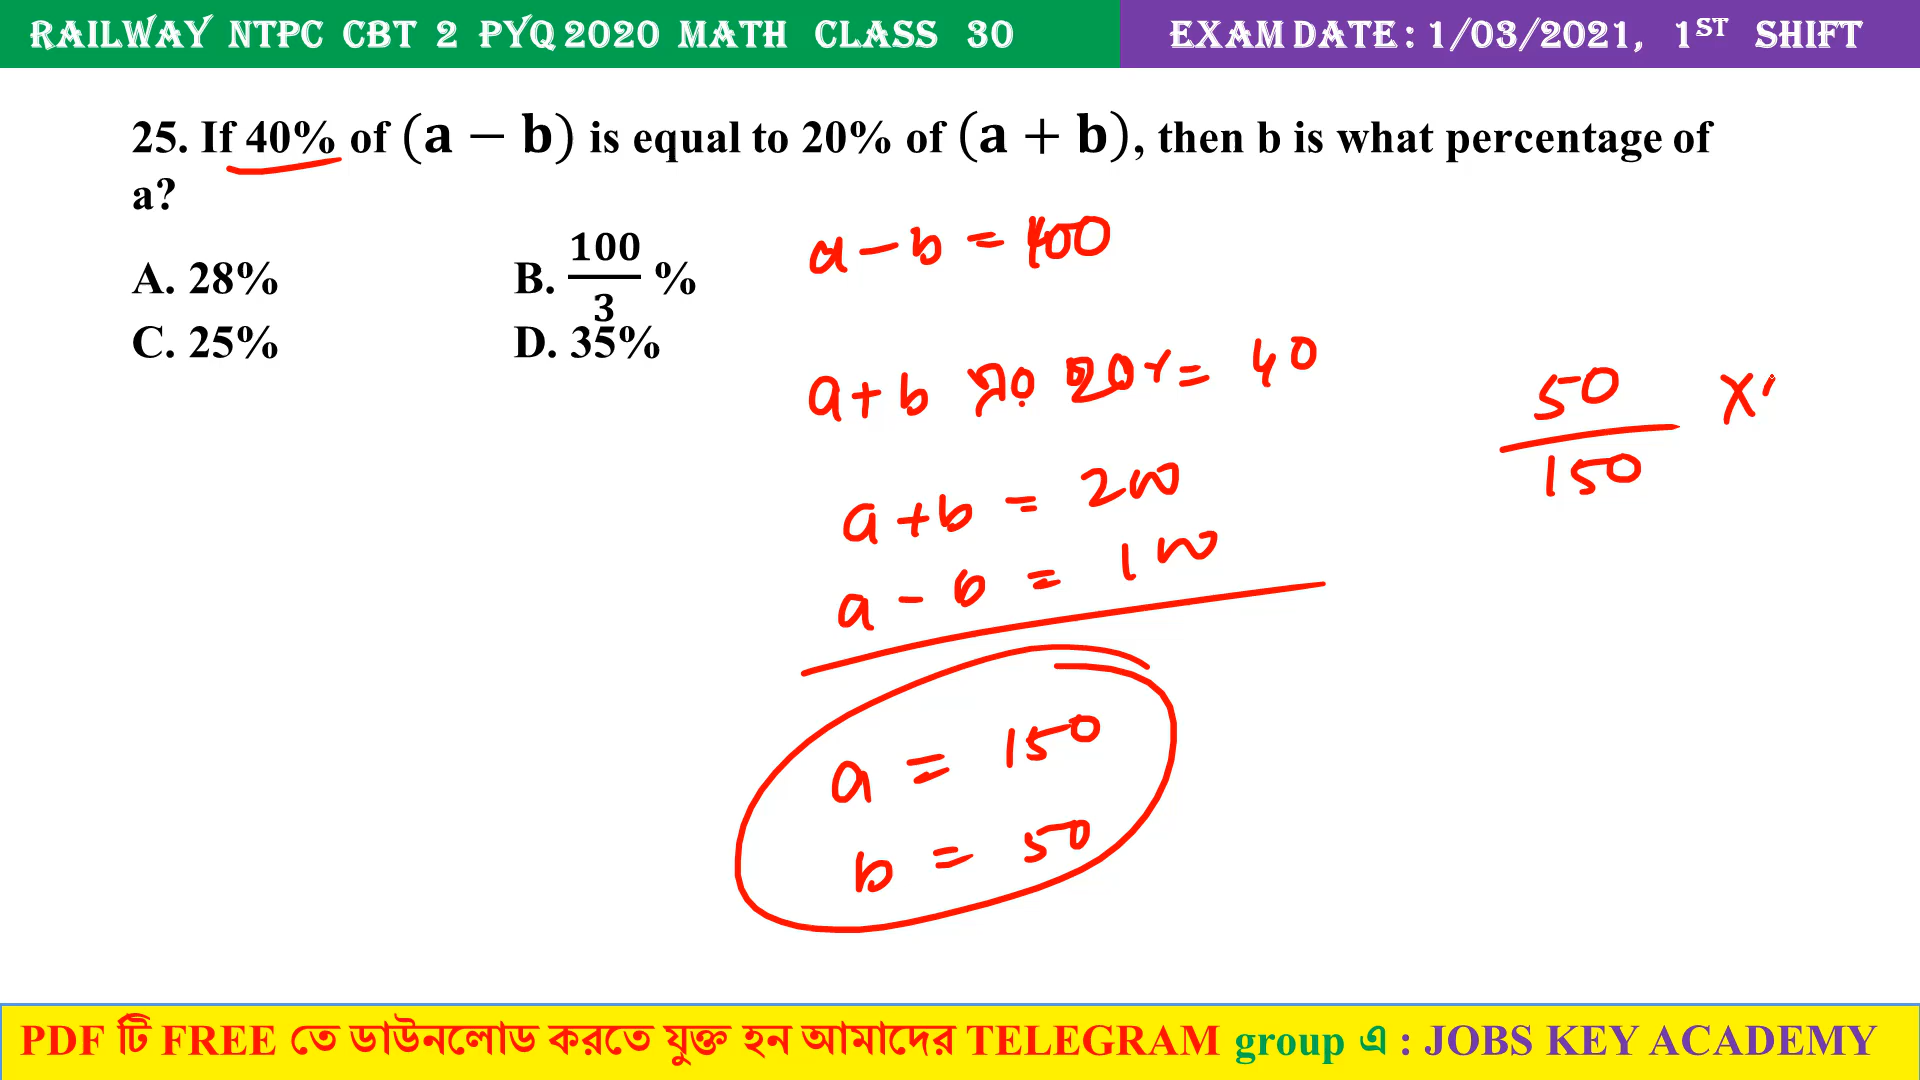 RAILWAY NTPC CBT 2 PYQ 2020 MATH CLASS 30
EXAM DATE : 1/03/2021, 1ST SHIFT
25. If 40% of (a − b) is equal to 20% of (a + b), then b is what percentage of
a?
A. 28%
B. 100/3 %
C. 25%
D. 35%
a − b = 100
a + b 20% = 40
a + b = 200
a − b = 100
a = 150
b = 50
50/150 ×
PDF টি FREE তে ডাউনলোড করতে যুক্ত হন আমাদের TELEGRAM group এ : JOBS KEY ACADEMY